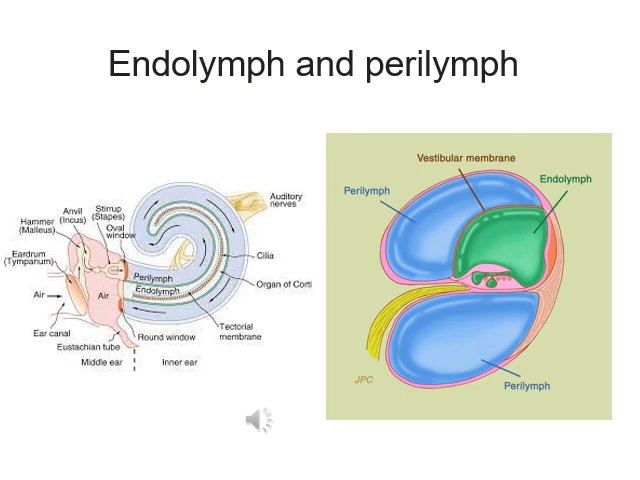 Endolymph and perilymph
Auditory
nerves
Stirrup
(Stapes)
Anvil
(Incus)
Hammer
(Malleus)
Oval
window
Eardrum
(Tympanum)
Cilia
Perilymph
Endolymph
Organ of Corti
Air
Air
Ear canal
Round window
Tectorial
membrane
Eustachian tube
Middle ear
Inner ear
Vestibular membrane
Endolymph
Perilymph
Perilymph
JPC